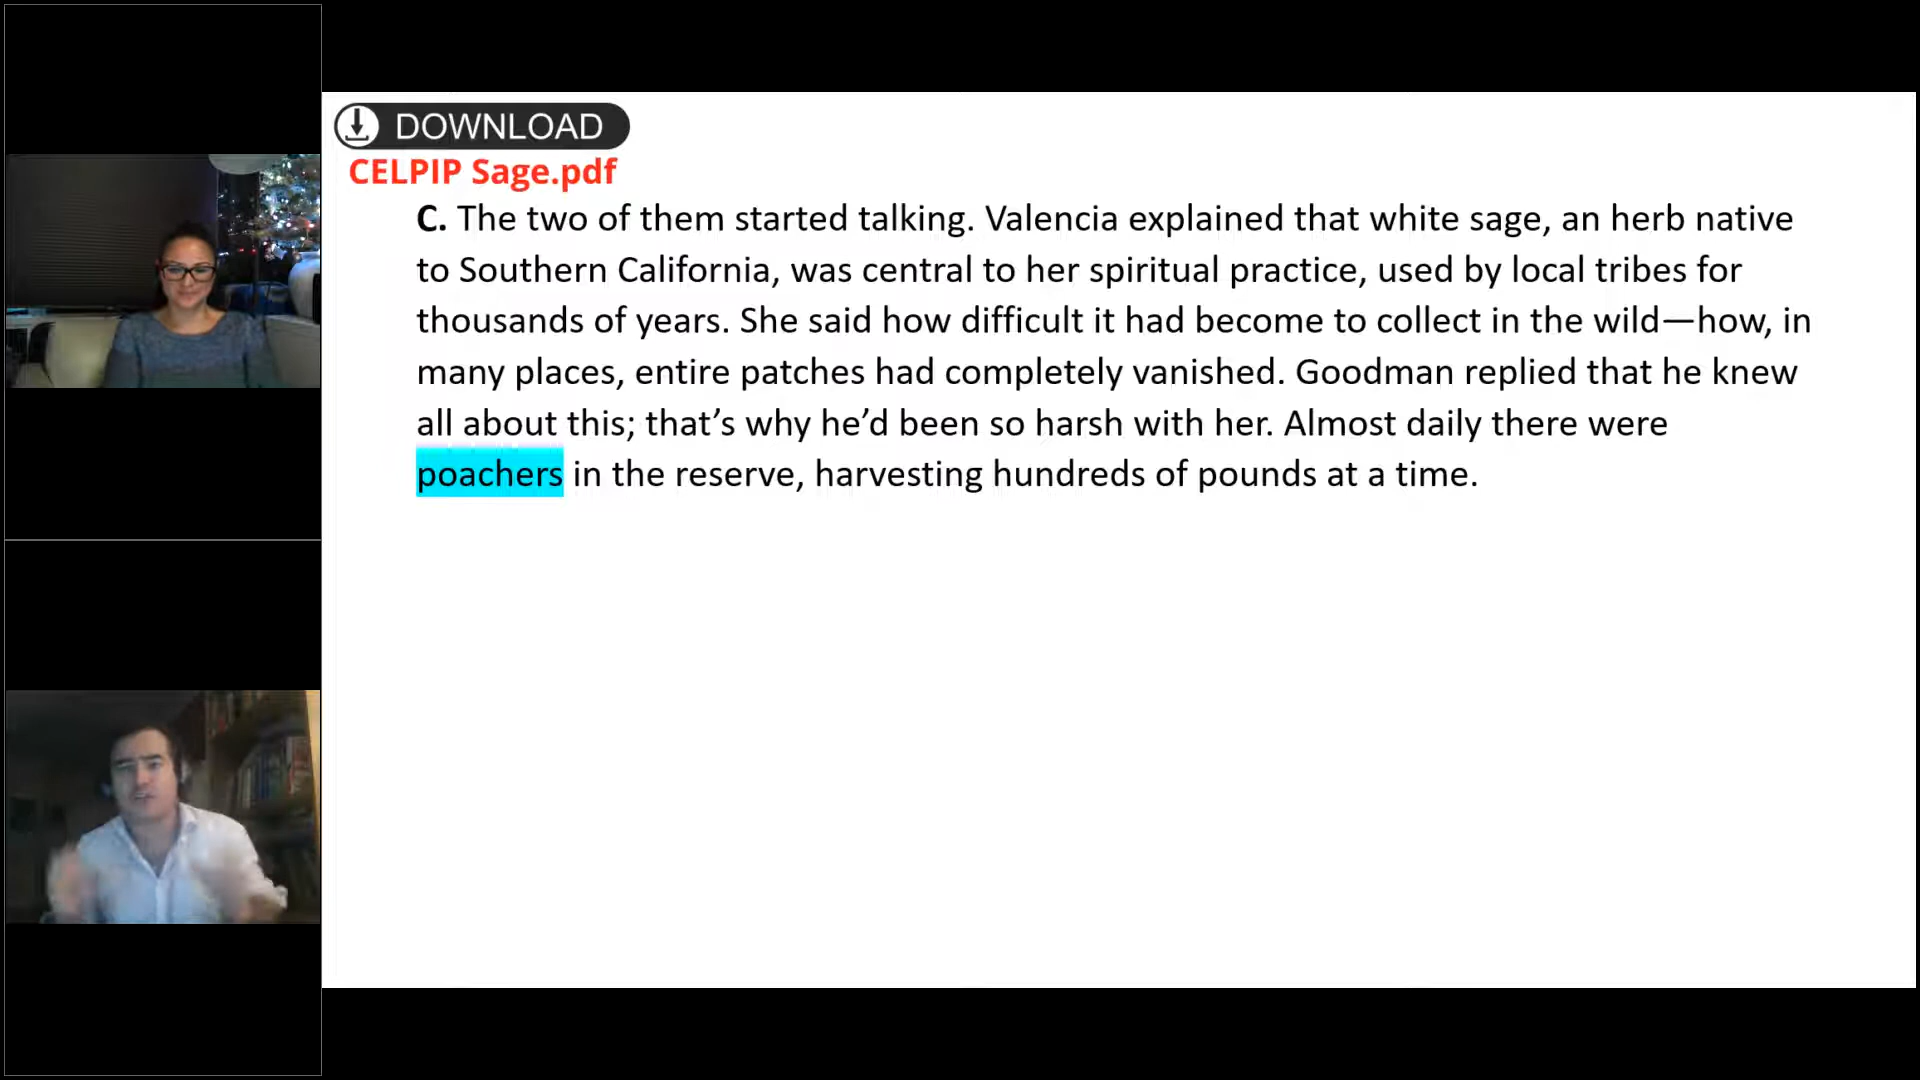 DOWNLOAD
CELPIP Sage.pdf
C. The two of them started talking. Valencia explained that white sage, an herb native
to Southern California, was central to her spiritual practice, used by local tribes for
thousands of years. She said how difficult it had become to collect in the wild—how, in
many places, entire patches had completely vanished. Goodman replied that he knew
all about this; that’s why he’d been so harsh with her. Almost daily there were
poachers in the reserve, harvesting hundreds of pounds at a time.